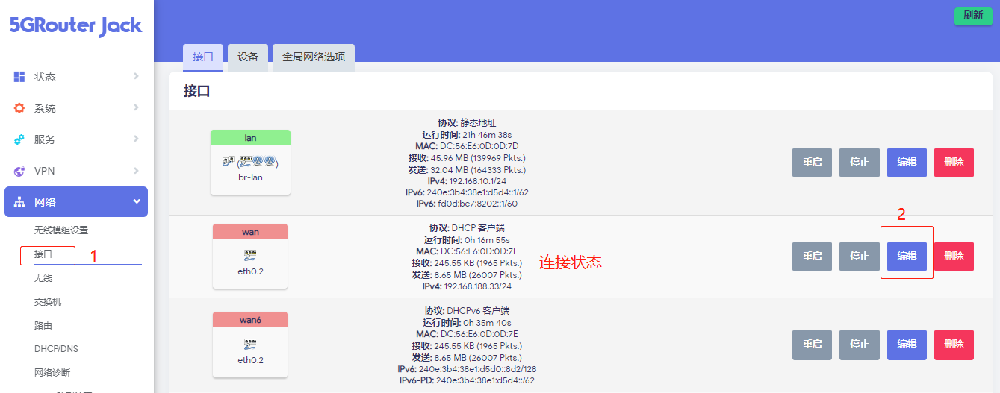 5GRouter Jack
刷新
状态
系统
服务
VPN
网络
无线模组设置
接口
1
无线
交换机
路由
DHCP/DNS
网络诊断
接口
设备
全局网络选项
接口
lan
br-lan
协议: 静态地址
运行时间: 21h 46m 38s
MAC: DC:56:E6:0D:0D:7D
接收: 45.96 MB (139969 Pkts.)
发送: 32.04 MB (164333 Pkts.)
IPv4: 192.168.10.1/24
IPv6: 240e:3b4:38e1:d5d4::1/62
IPv6: fd0d:be7:8202::1/60
重启
停止
编辑
删除
wan
eth0.2
协议: DHCP 客户端
运行时间: 0h 16m 55s
MAC: DC:56:E6:0D:0D:7E
接收: 245.55 KB (1965 Pkts.)
发送: 8.65 MB (26007 Pkts.)
IPv4: 192.168.188.33/24
连接状态
2
重启
停止
编辑
删除
wan6
eth0.2
协议: DHCPv6 客户端
运行时间: 0h 35m 40s
MAC: DC:56:E6:0D:0D:7E
接收: 245.55 KB (1965 Pkts.)
发送: 8.65 MB (26007 Pkts.)
IPv6: 240e:3b4:38e1:d5d0::8d2/128
IPv6-PD: 240e:3b4:38e1:d5d4::/62
重启
停止
编辑
删除